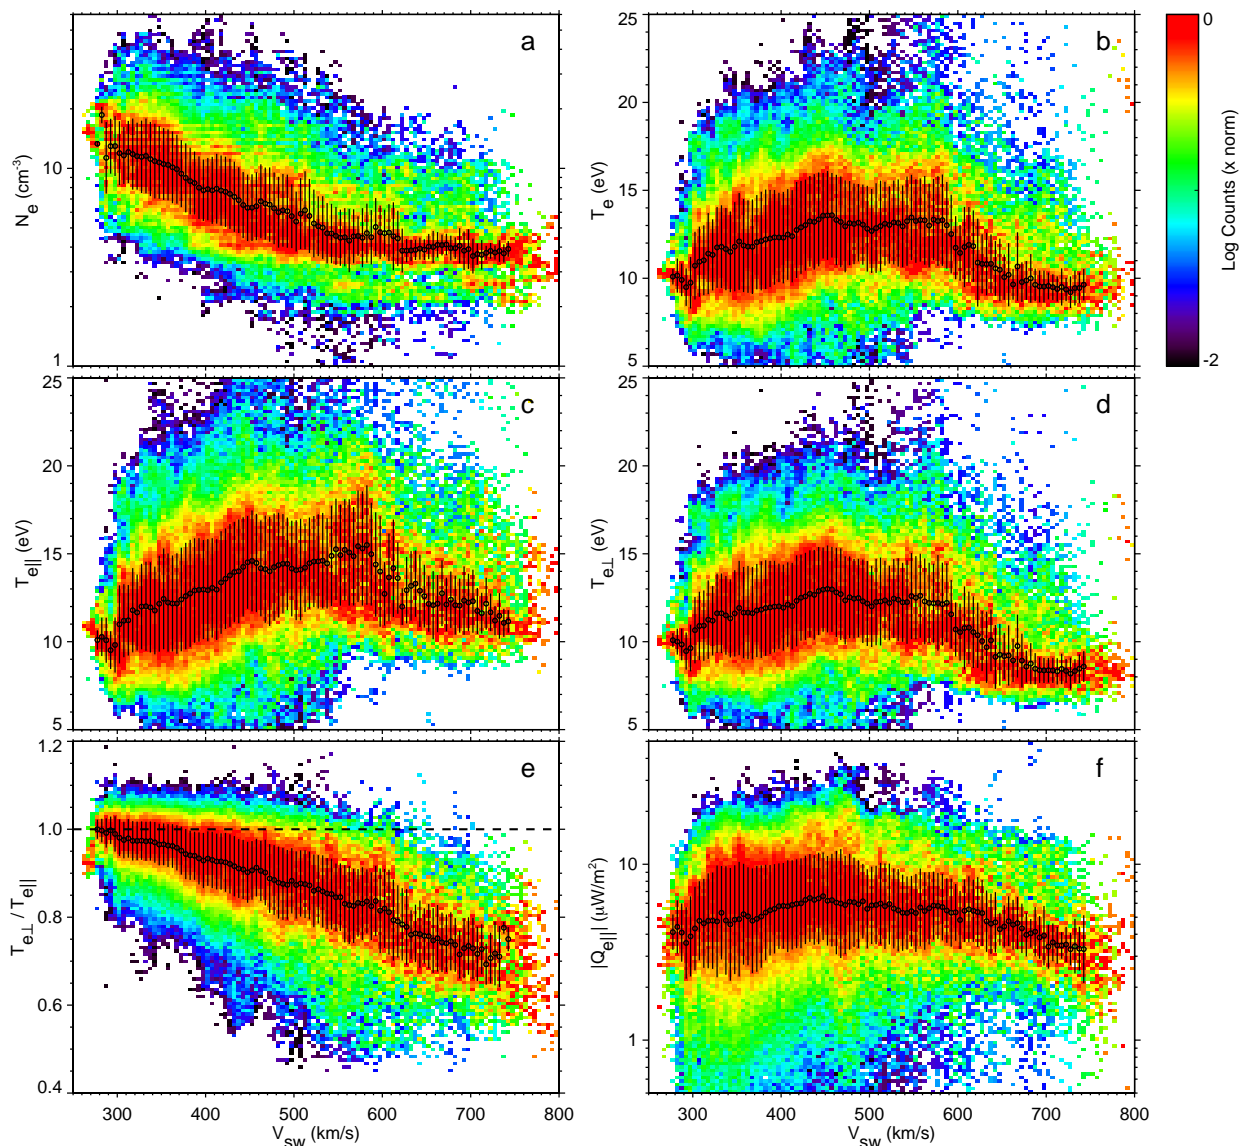 a
10
1
N_e (cm⁻³)
b
25
20
15
10
5
T_e (eV)
0
-2
Log Counts (x norm)
c
25
20
15
10
5
T_e|| (eV)
d
25
20
15
10
5
T_e⊥ (eV)
e
1.2
1.0
0.8
0.6
0.4
T_e⊥ / T_e||
300 400 500 600 700 800
V_sw (km/s)
f
10
1
|Q_e||| (μW/m²)
300 400 500 600 700 800
V_sw (km/s)